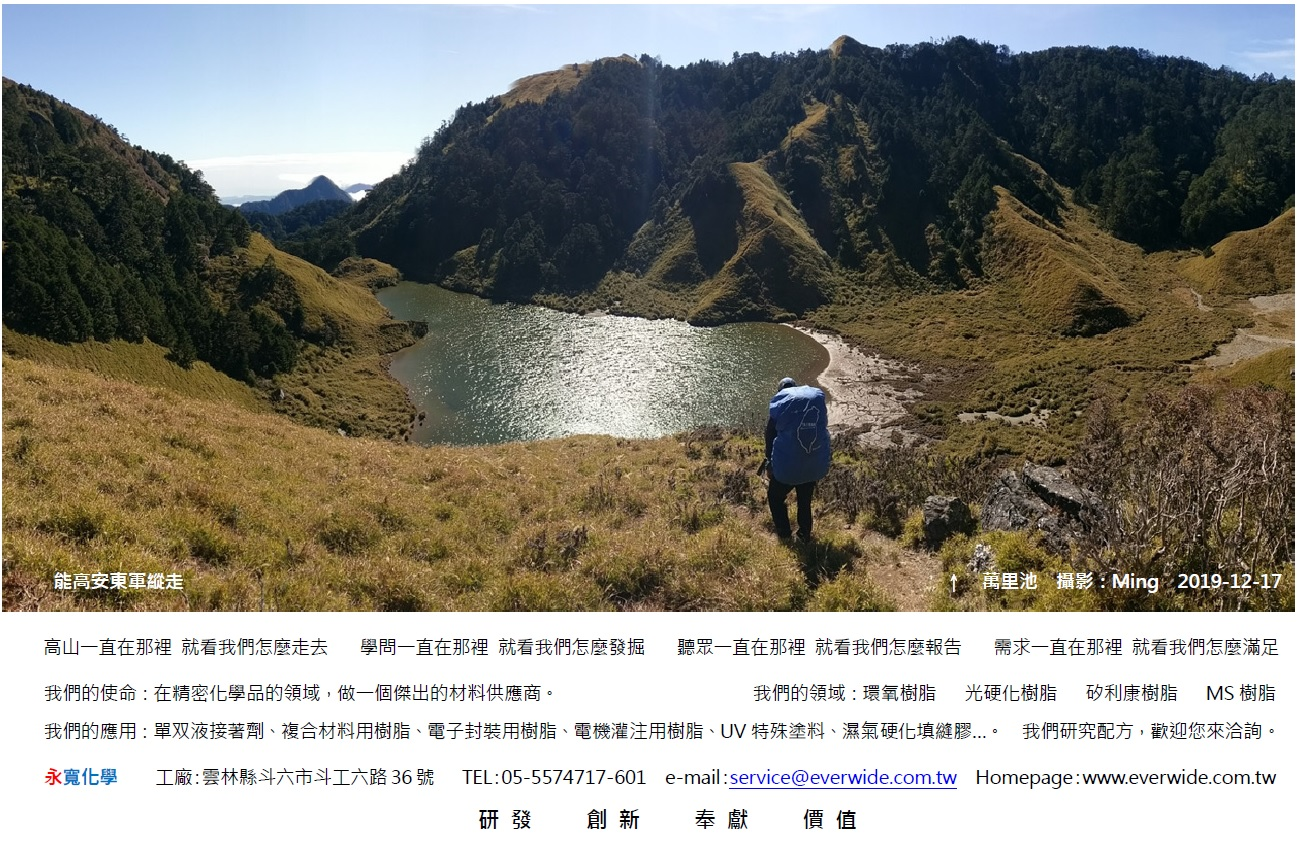 能高安東軍縱走
↑ 萬里池 攝影：Ming 2019-12-17
高山一直在那裡 就看我們怎麼走去 學問一直在那裡 就看我們怎麼發掘 聽眾一直在那裡 就看我們怎麼報告 需求一直在那裡 就看我們怎麼滿足
我們的使命：在精密化學品的領域，做一個傑出的材料供應商。 我們的領域：環氧樹脂 光硬化樹脂 矽利康樹脂 MS 樹脂
我們的應用：單双液接著劑、複合材料用樹脂、電子封裝用樹脂、電機灌注用樹脂、UV 特殊塗料、濕氣硬化填縫膠…。 我們研究配方，歡迎您來洽詢。
永寬化學 工廠：雲林縣斗六市斗工六路 36 號 TEL：05-5574717-601 e-mail：service@everwide.com.tw Homepage：www.everwide.com.tw
研發 創新 奉獻 價值